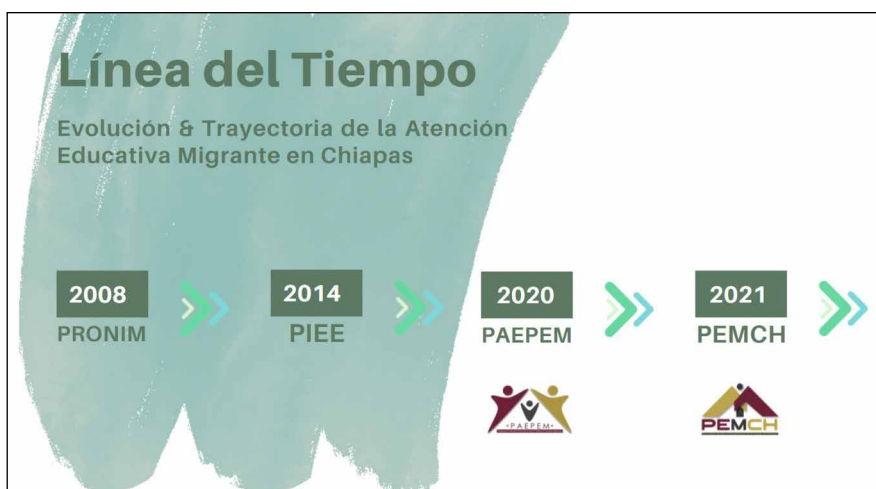 Línea del Tiempo
Evolución & Trayectoria de la Atención
Educativa Migrante en Chiapas
2008
PRONIM
2014
PIEE
2020
PAEPEM
2021
PEMCH
·PAEPEM·
PEMCH